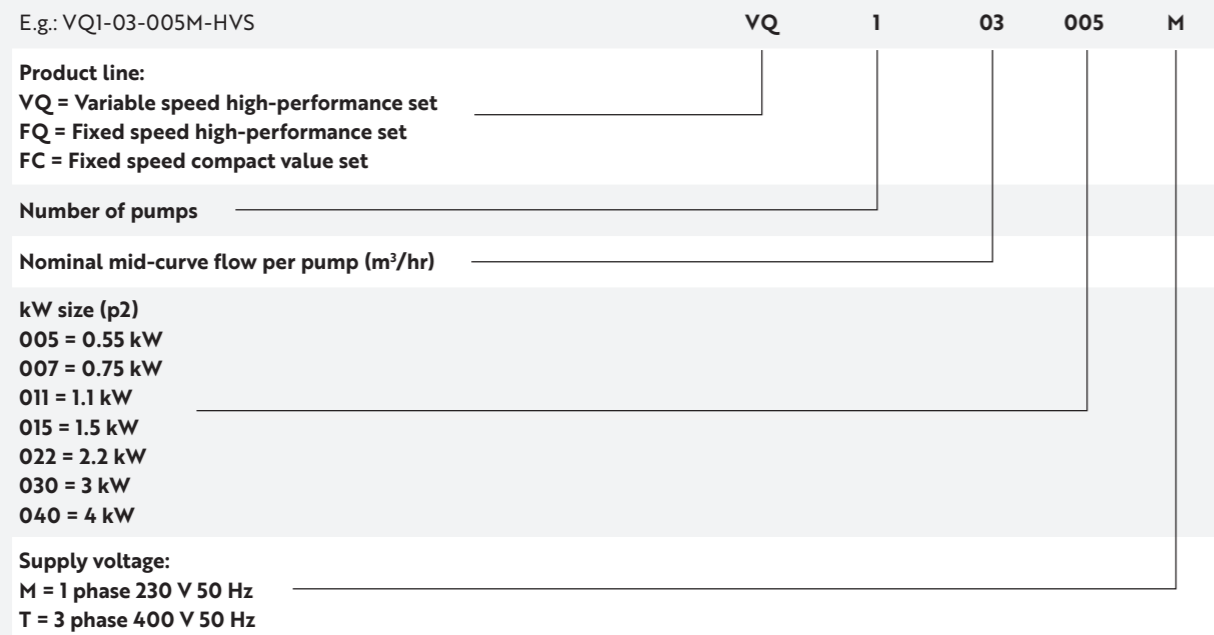 E.g.: VQ1-03-005M-HVS VQ 1 03 005 M
Product line:
VQ = Variable speed high-performance set
FQ = Fixed speed high-performance set
FC = Fixed speed compact value set
Number of pumps
Nominal mid-curve flow per pump (m³/hr)
kW size (p2)
005 = 0.55 kW
007 = 0.75 kW
011 = 1.1 kW
015 = 1.5 kW
022 = 2.2 kW
030 = 3 kW
040 = 4 kW
Supply voltage:
M = 1 phase 230 V 50 Hz
T = 3 phase 400 V 50 Hz